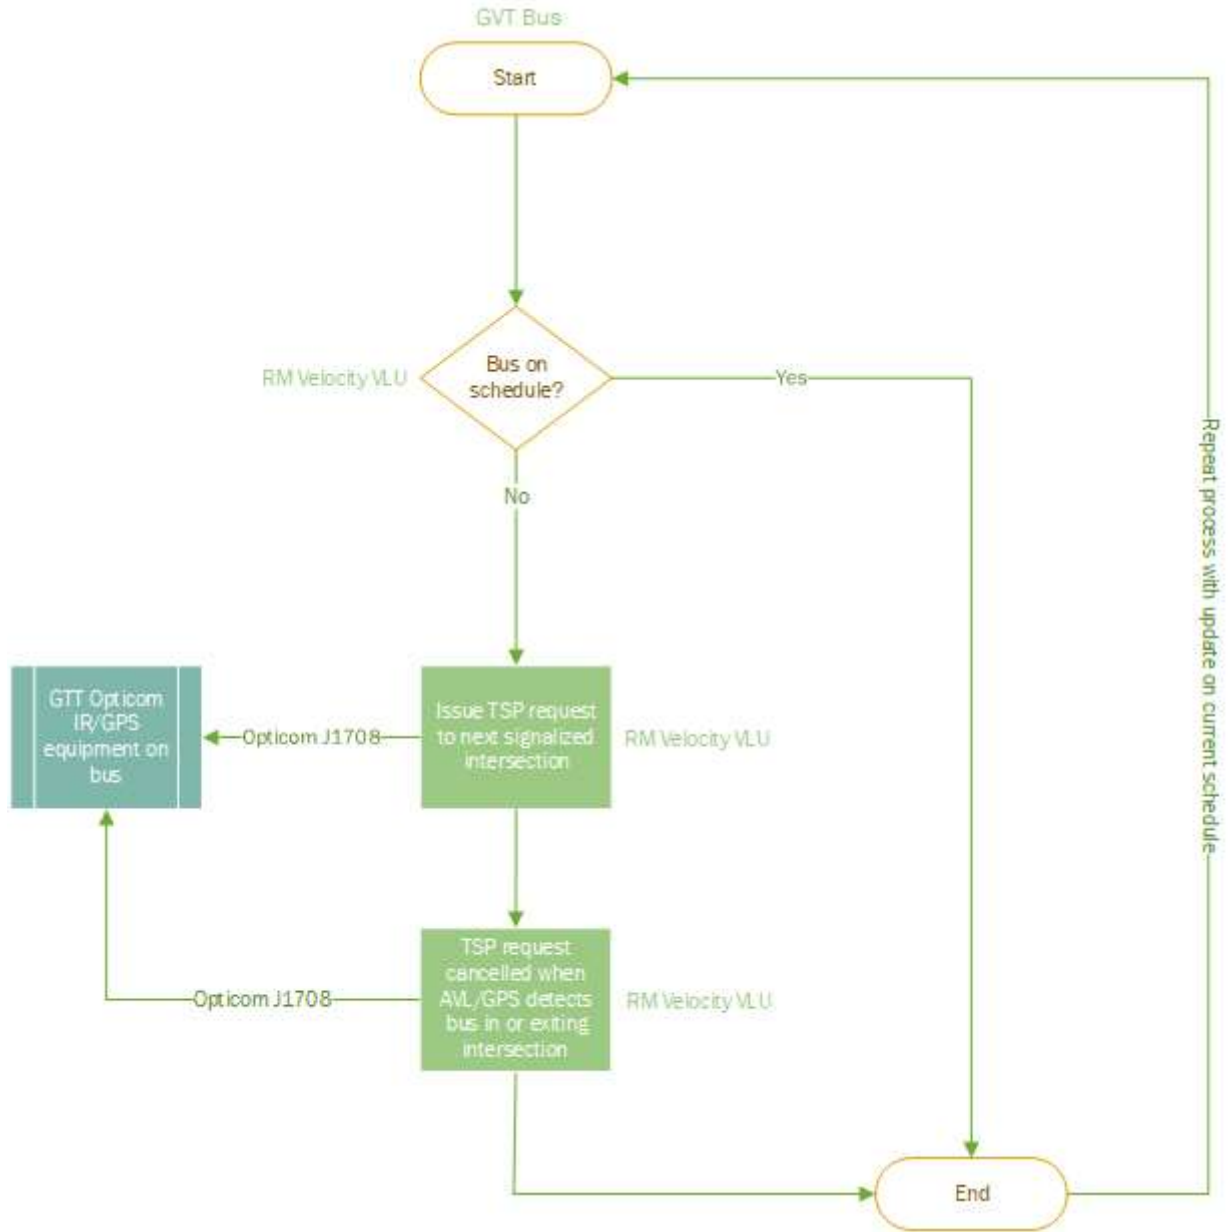 GVT Bus
Start
Bus on
schedule?
RM Velocity VLU
Yes
No
Repeat process with update on current schedule
GTT Opticom
IR/GPS
equipment on
bus
Opticom J1708
Issue TSP request
to next signalized
intersection
RM Velocity VLU
TSP request
cancelled when
AVL/GPS detects
bus in or exiting
intersection
Opticom J1708
RM Velocity VLU
End